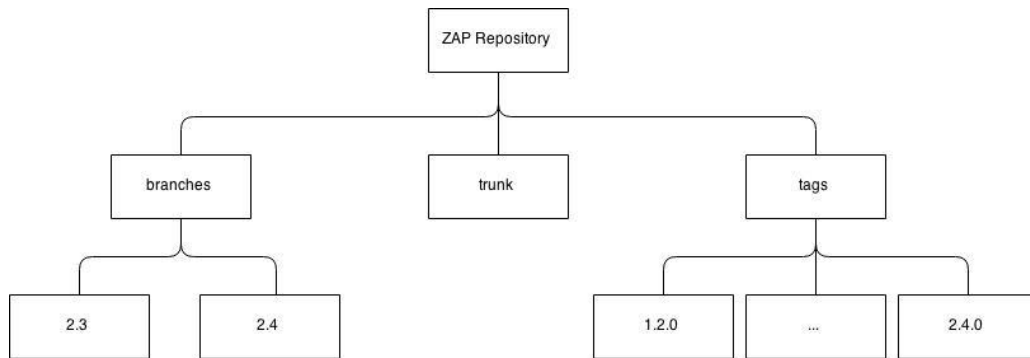 ZAP Repository
branches
trunk
tags
2.3
2.4
1.2.0
...
2.4.0